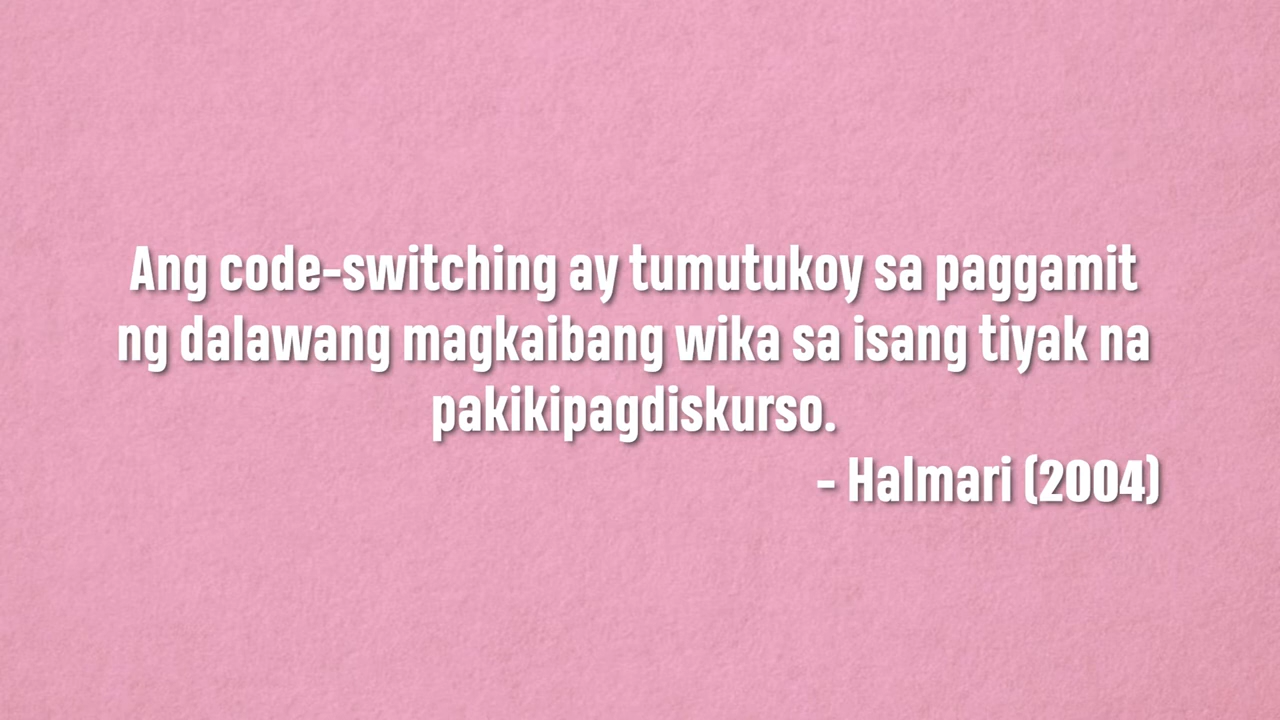 Ang code-switching ay tumutukoy sa paggamit
ng dalawang magkaibang wika sa isang tiyak na
pakikipagdiskurso.
- Halmari (2004)